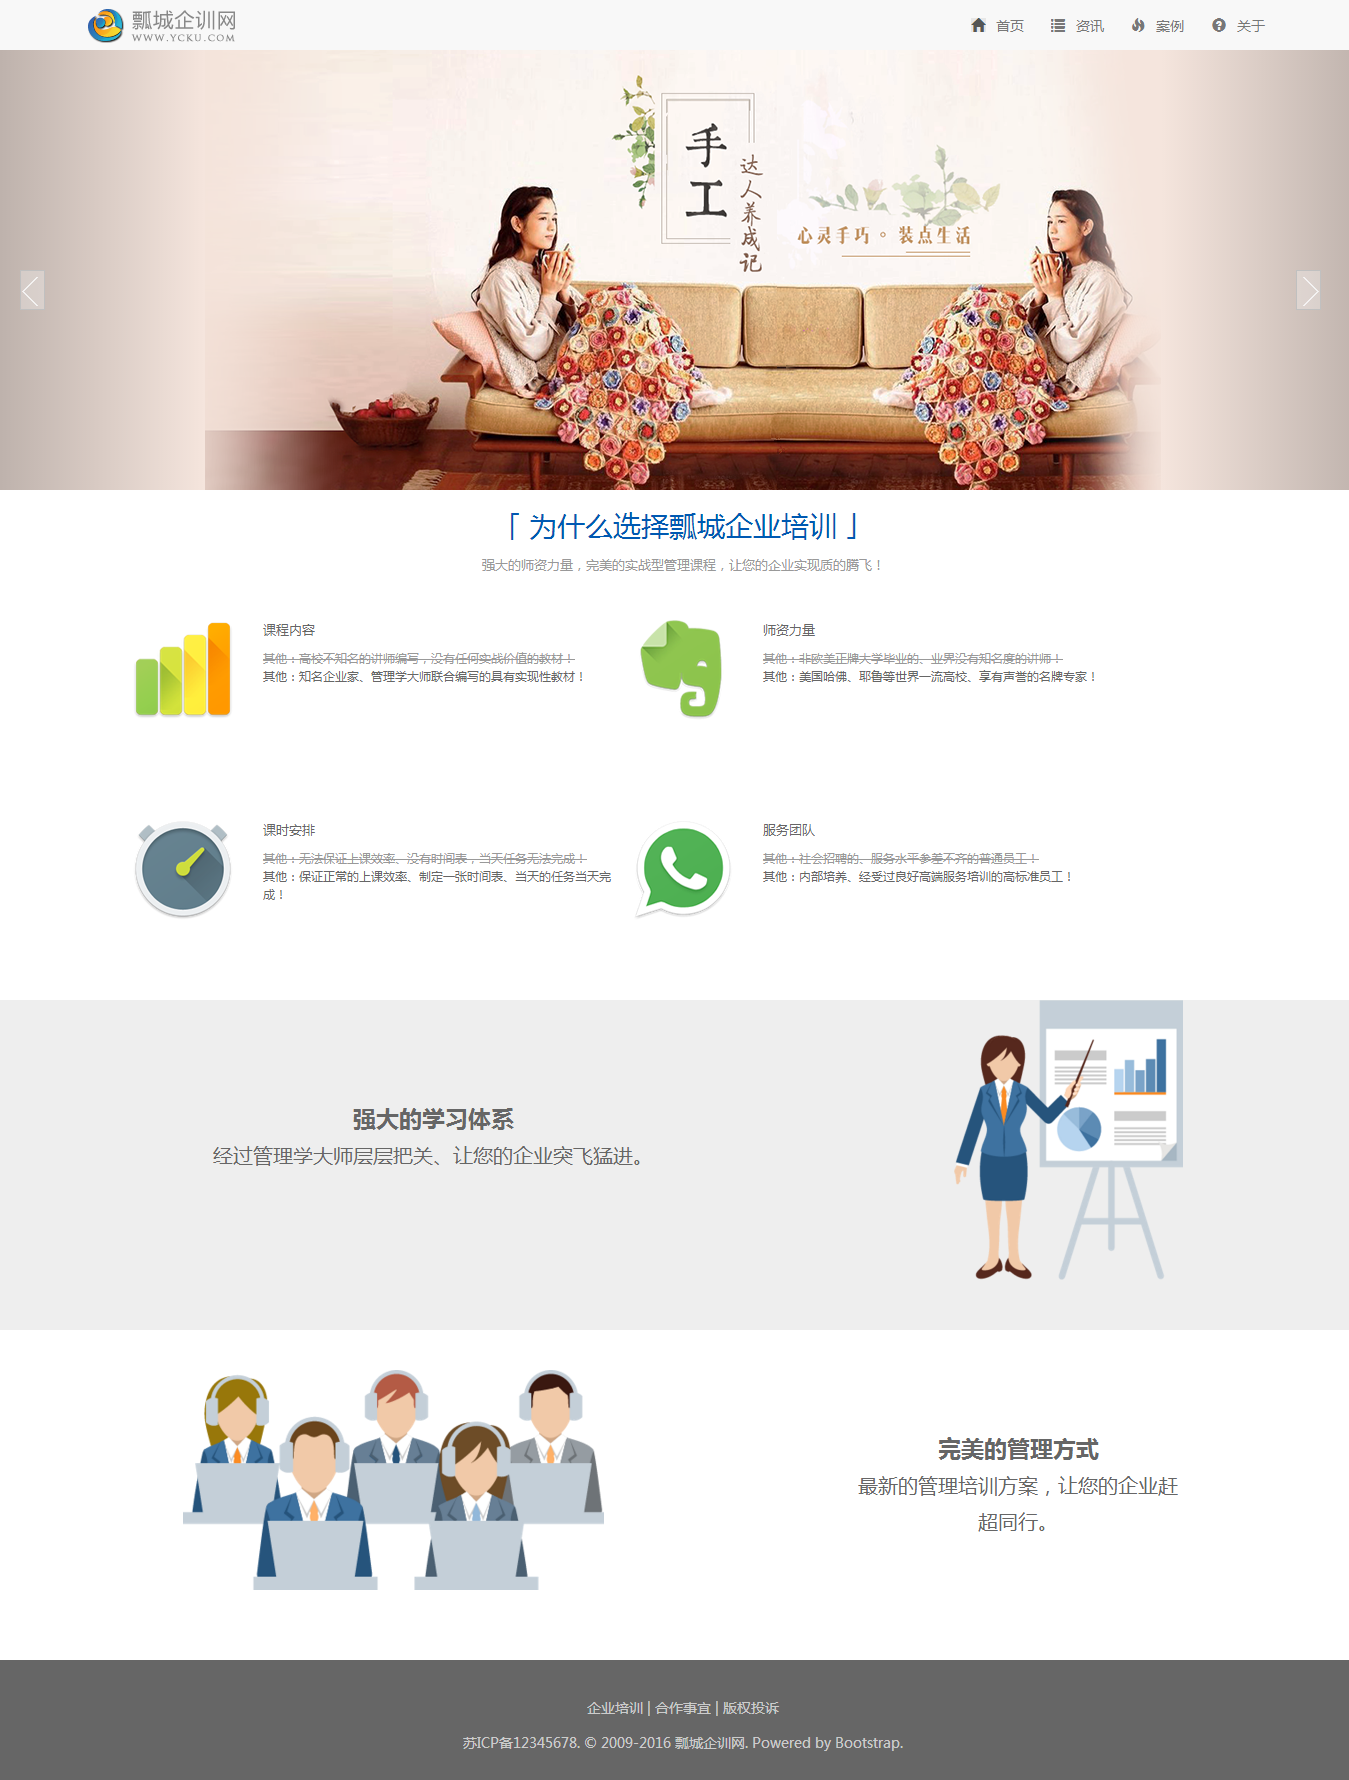 瓢城企训网
WWW.YCKU.COM
首页
资讯
案例
关于
手工
达人养成记
心灵手巧。装点生活
「 为什么选择瓢城企业培训 」
强大的师资力量，完美的实战型管理课程，让您的企业实现质的腾飞！
课程内容
其他：高校不知名的讲师编写，没有任何实战价值的教材！
其他：知名企业家、管理学大师联合编写的具有实现性教材！
师资力量
其他：非欧美正牌大学毕业的、业界没有知名度的讲师！
其他：美国哈佛、耶鲁等世界一流高校、享有声誉的名牌专家！
课时安排
其他：无法保证上课效率、没有时间表，当天任务无法完成！
其他：保证正常的上课效率、制定一张时间表、当天的任务当天完
成！
服务团队
其他：社会招聘的、服务水平参差不齐的普通员工！
其他：内部培养、经受过良好高端服务培训的高标准员工！
强大的学习体系
经过管理学大师层层把关、让您的企业突飞猛进。
完美的管理方式
最新的管理培训方案，让您的企业赶
超同行。
企业培训 | 合作事宜 | 版权投诉
苏ICP备12345678. © 2009-2016 瓢城企训网. Powered by Bootstrap.